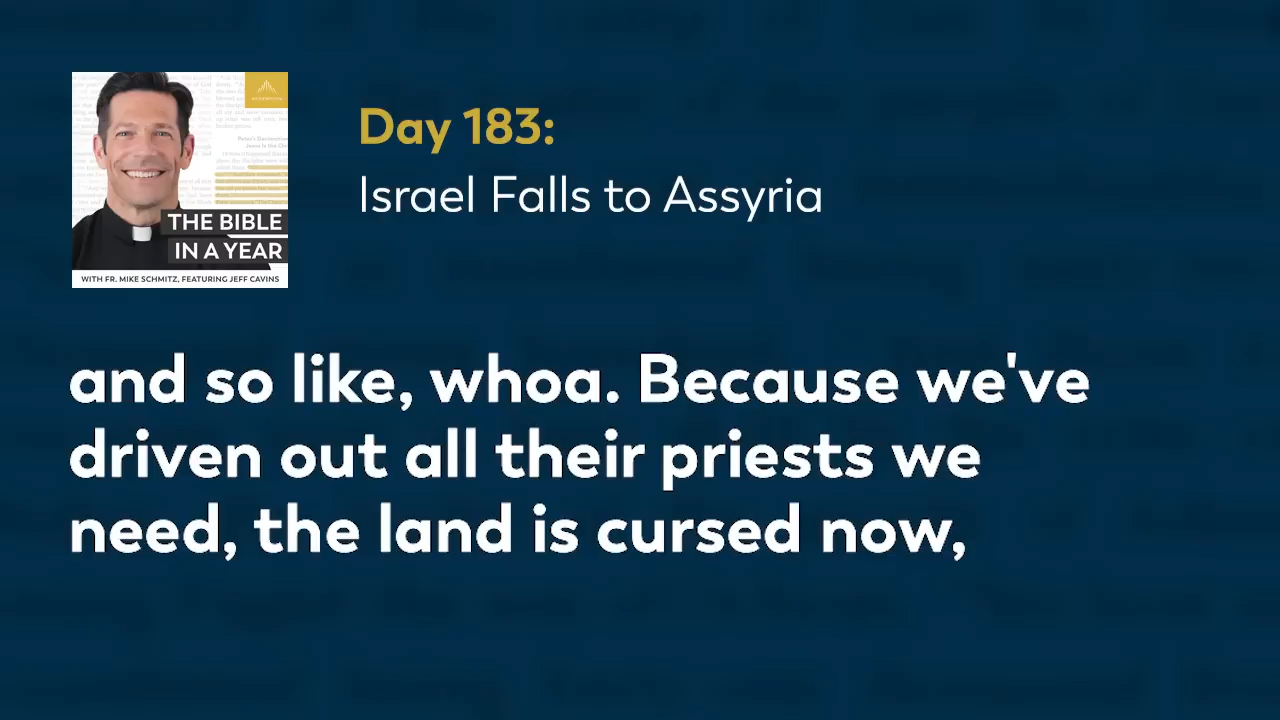 THE BIBLE
IN A YEAR
WITH FR. MIKE SCHMITZ, FEATURING JEFF CAVINS
Day 183:
Israel Falls to Assyria
and so like, whoa. Because we've
driven out all their priests we
need, the land is cursed now,